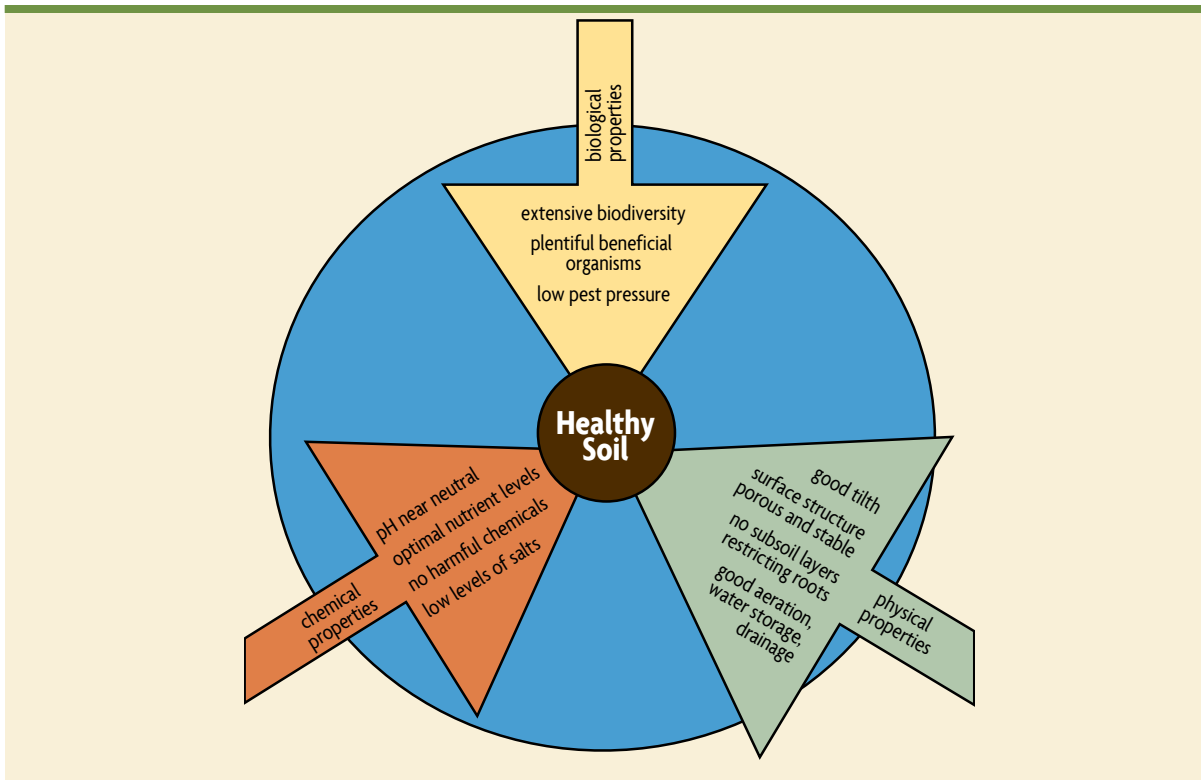 biological
properties
extensive biodiversity
plentiful beneficial
organisms
low pest pressure
Healthy
Soil
pH near neutral
optimal nutrient levels
no harmful chemicals
low levels of salts
chemical
properties
good tilth
surface structure
porous and stable
no subsoil layers
restricting roots
good aeration,
water storage,
drainage
physical
properties